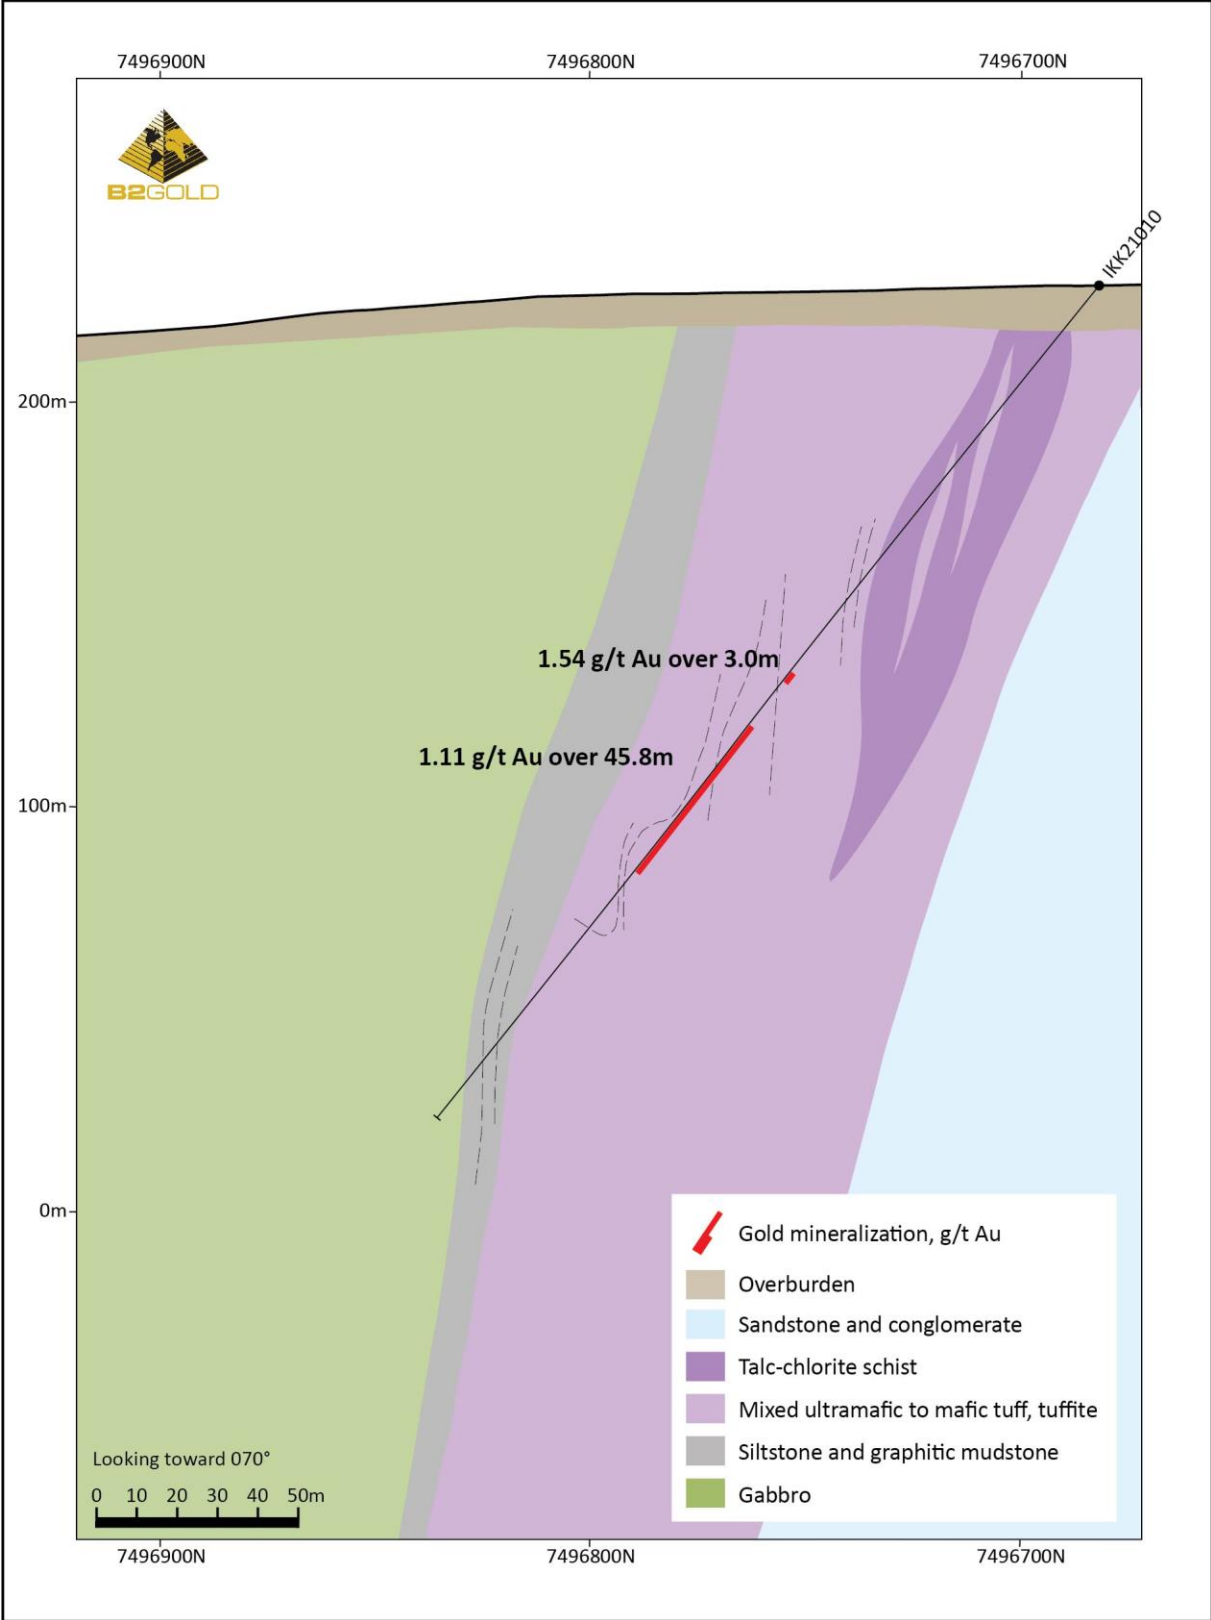 7496900N 7496800N 7496700N
B2GOLD
IKK21010
200m
1.54 g/t Au over 3.0m
1.11 g/t Au over 45.8m
100m
0m
Gold mineralization, g/t Au
Overburden
Sandstone and conglomerate
Talc-chlorite schist
Mixed ultramafic to mafic tuff, tuffite
Siltstone and graphitic mudstone
Gabbro
Looking toward 070°
0 10 20 30 40 50m
7496900N 7496800N 7496700N